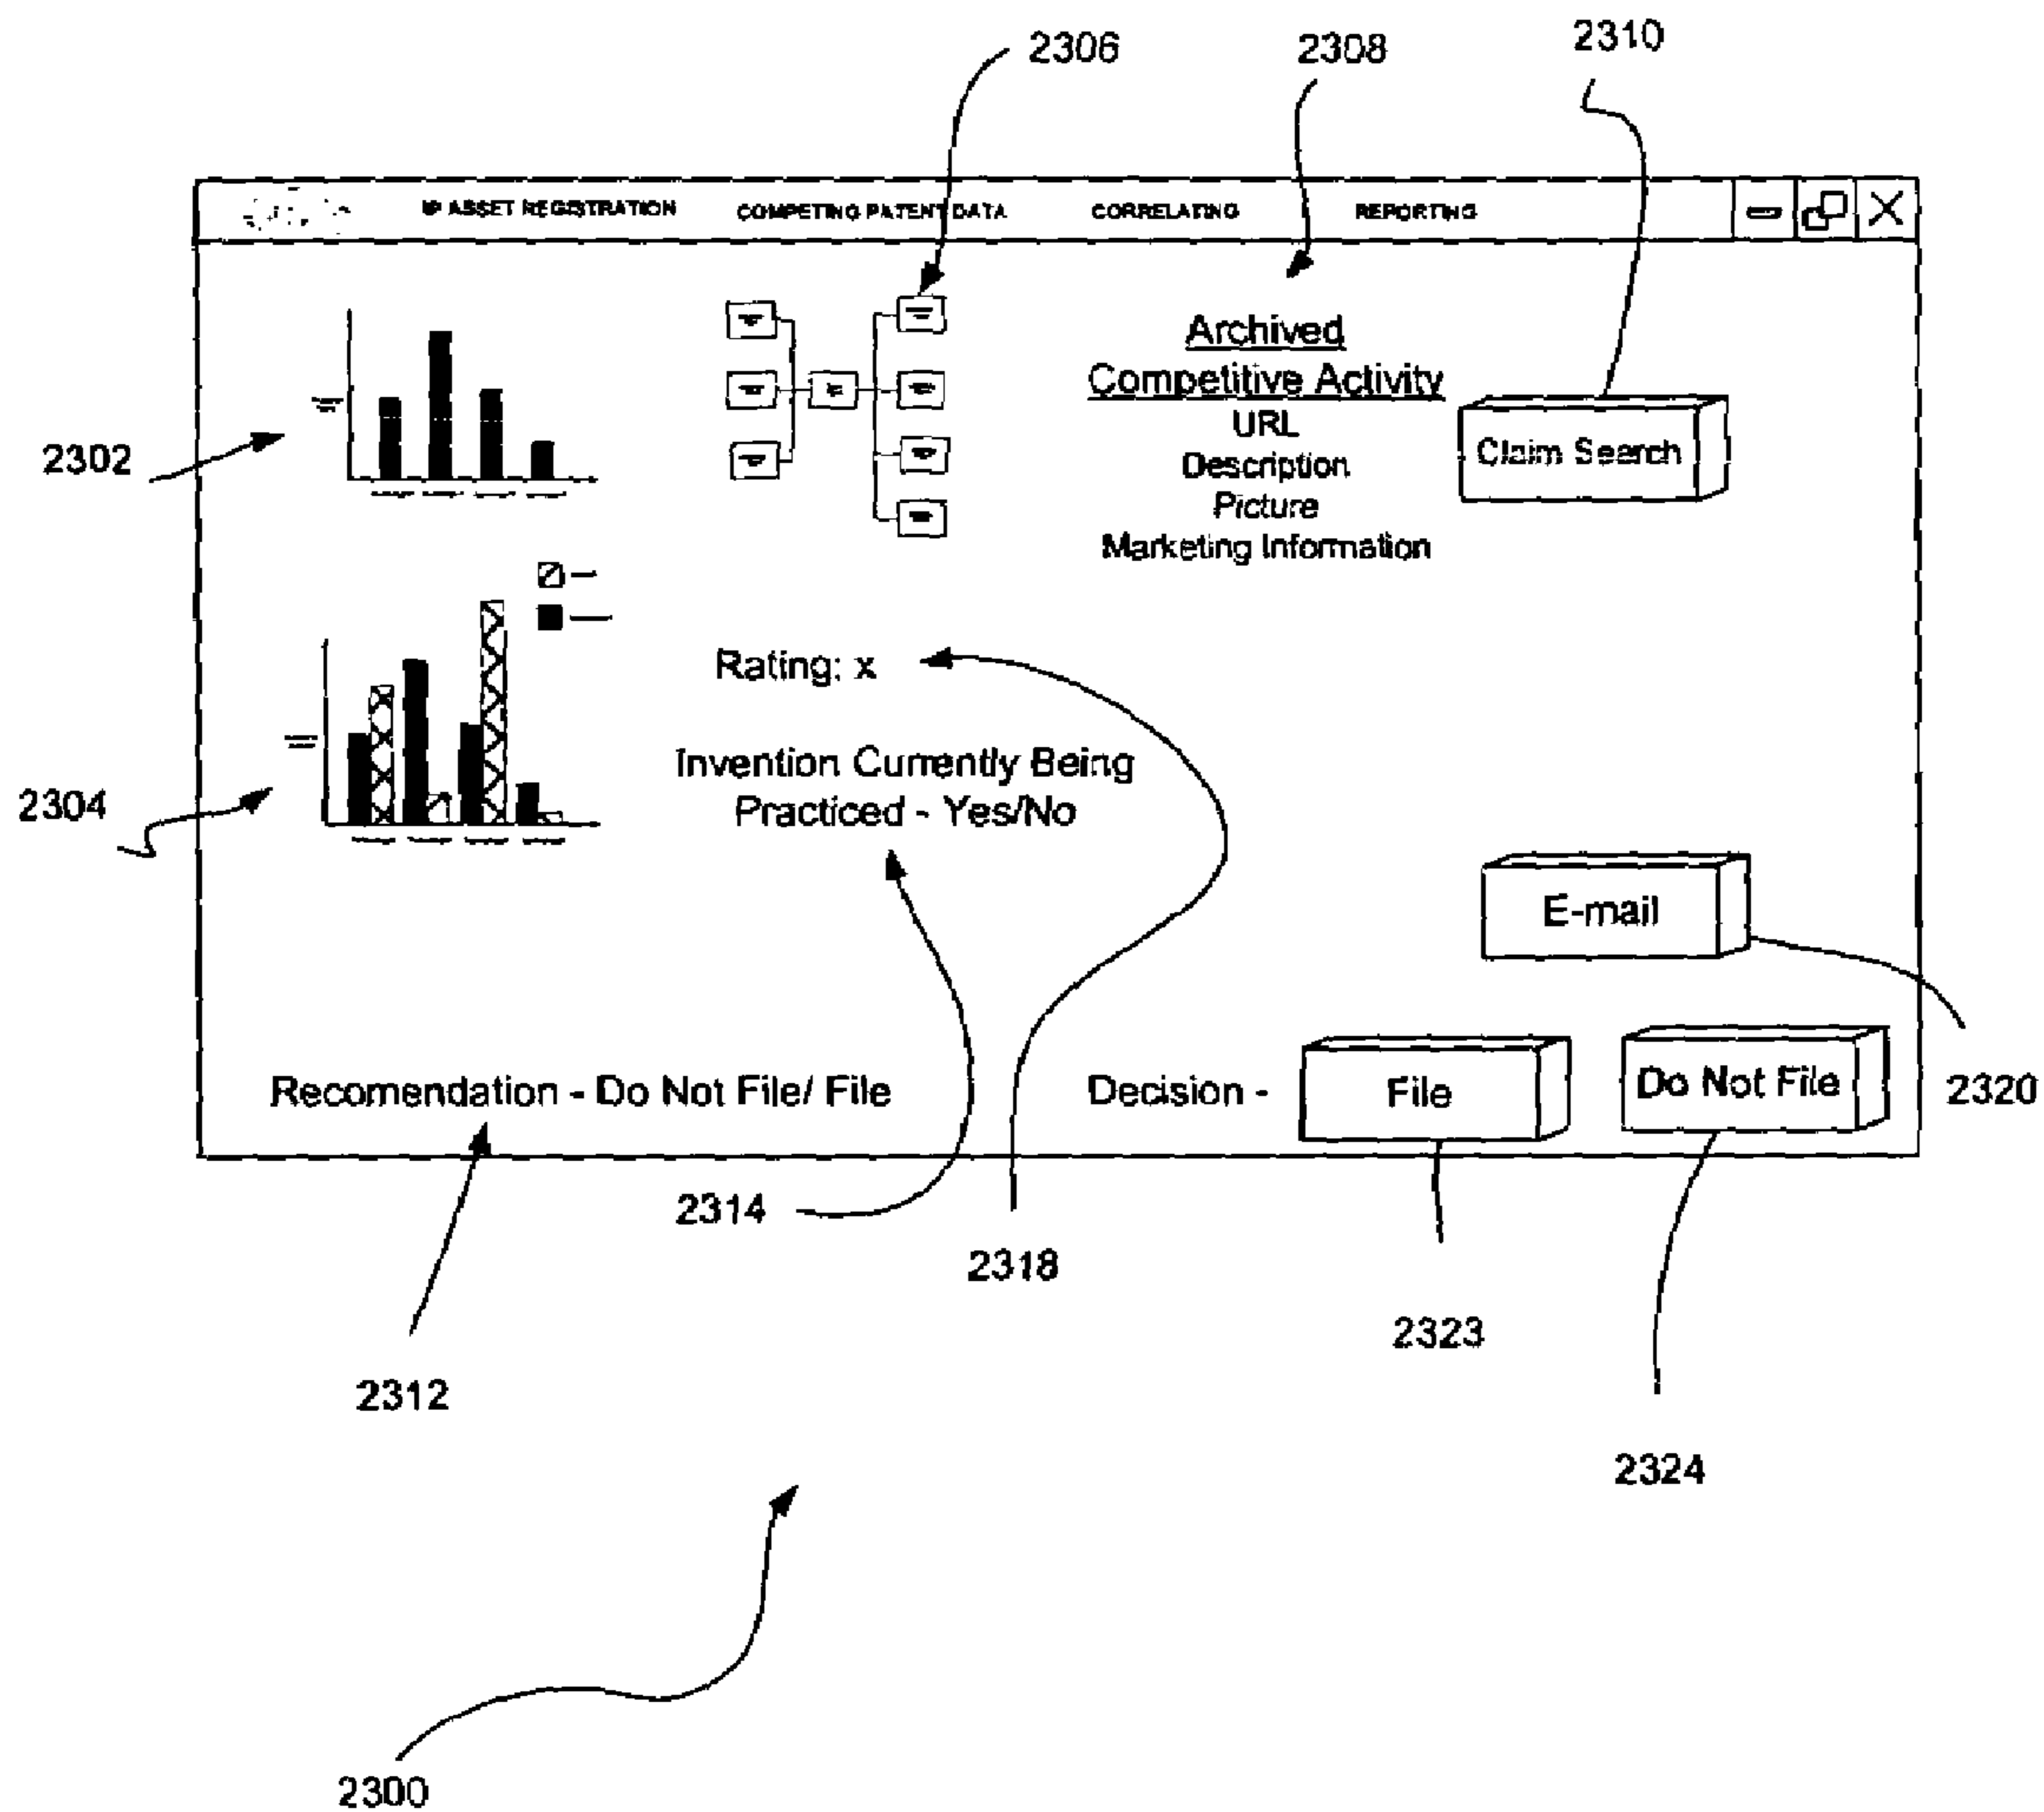 2306
2308
2310
IP ASSET REGISTRATION
COMPETING PATENT DATA
CORRELATING
REPORTING
Archived
Competitive Activity
URL
Description
Picture
Marketing Information
Claim Search
2302
Rating: x
Invention Currently Being
Practiced - Yes/No
2304
E-mail
Recomendation - Do Not File/ File
Decision -
File
Do Not File
2320
2314
2318
2323
2312
2324
2300